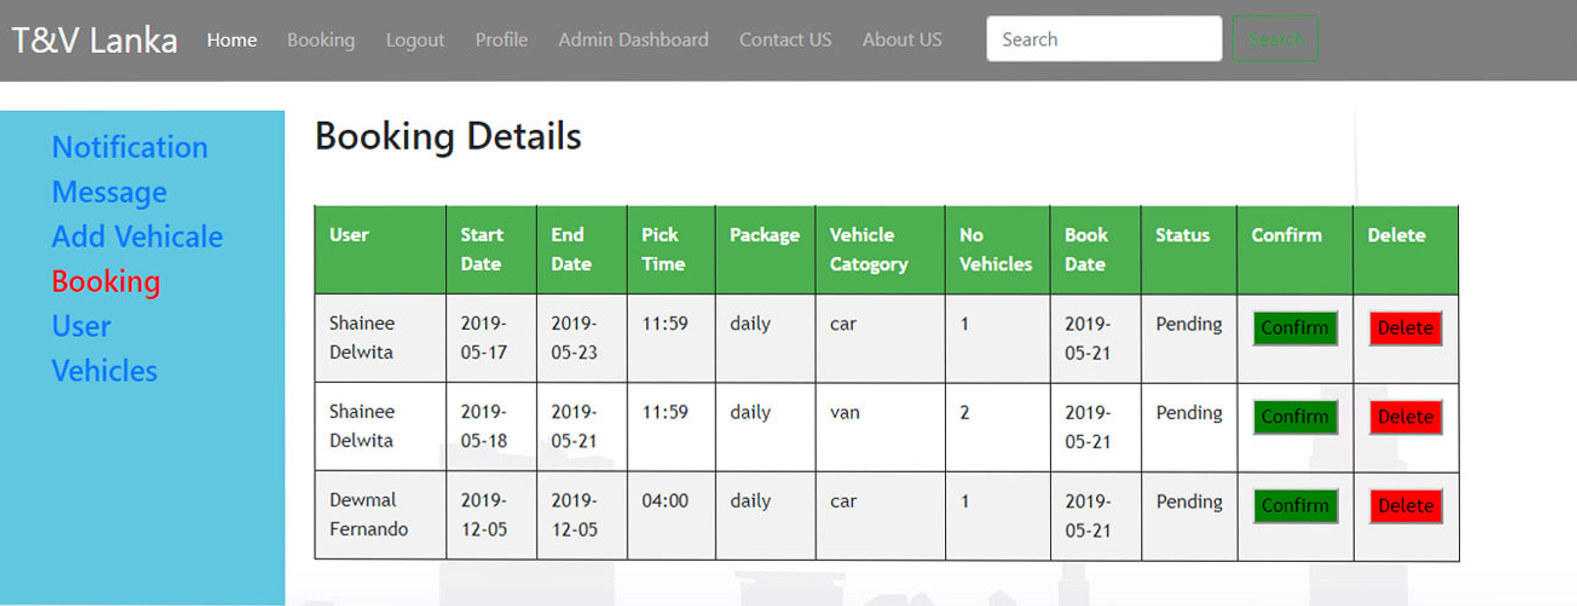 T&V Lanka Home Booking Logout Profile Admin Dashboard Contact US About US Search Search
Notification
Message
Add Vehicale
Booking
User
Vehicles
Booking Details
User Start Date End Date Pick Time Package Vehicle Catogory No Vehicles Book Date Status Confirm Delete
Shainee Delwita 2019-05-17 2019-05-23 11:59 daily car 1 2019-05-21 Pending Confirm Delete
Shainee Delwita 2019-05-18 2019-05-21 11:59 daily van 2 2019-05-21 Pending Confirm Delete
Dewmal Fernando 2019-12-05 2019-12-05 04:00 daily car 1 2019-05-21 Pending Confirm Delete